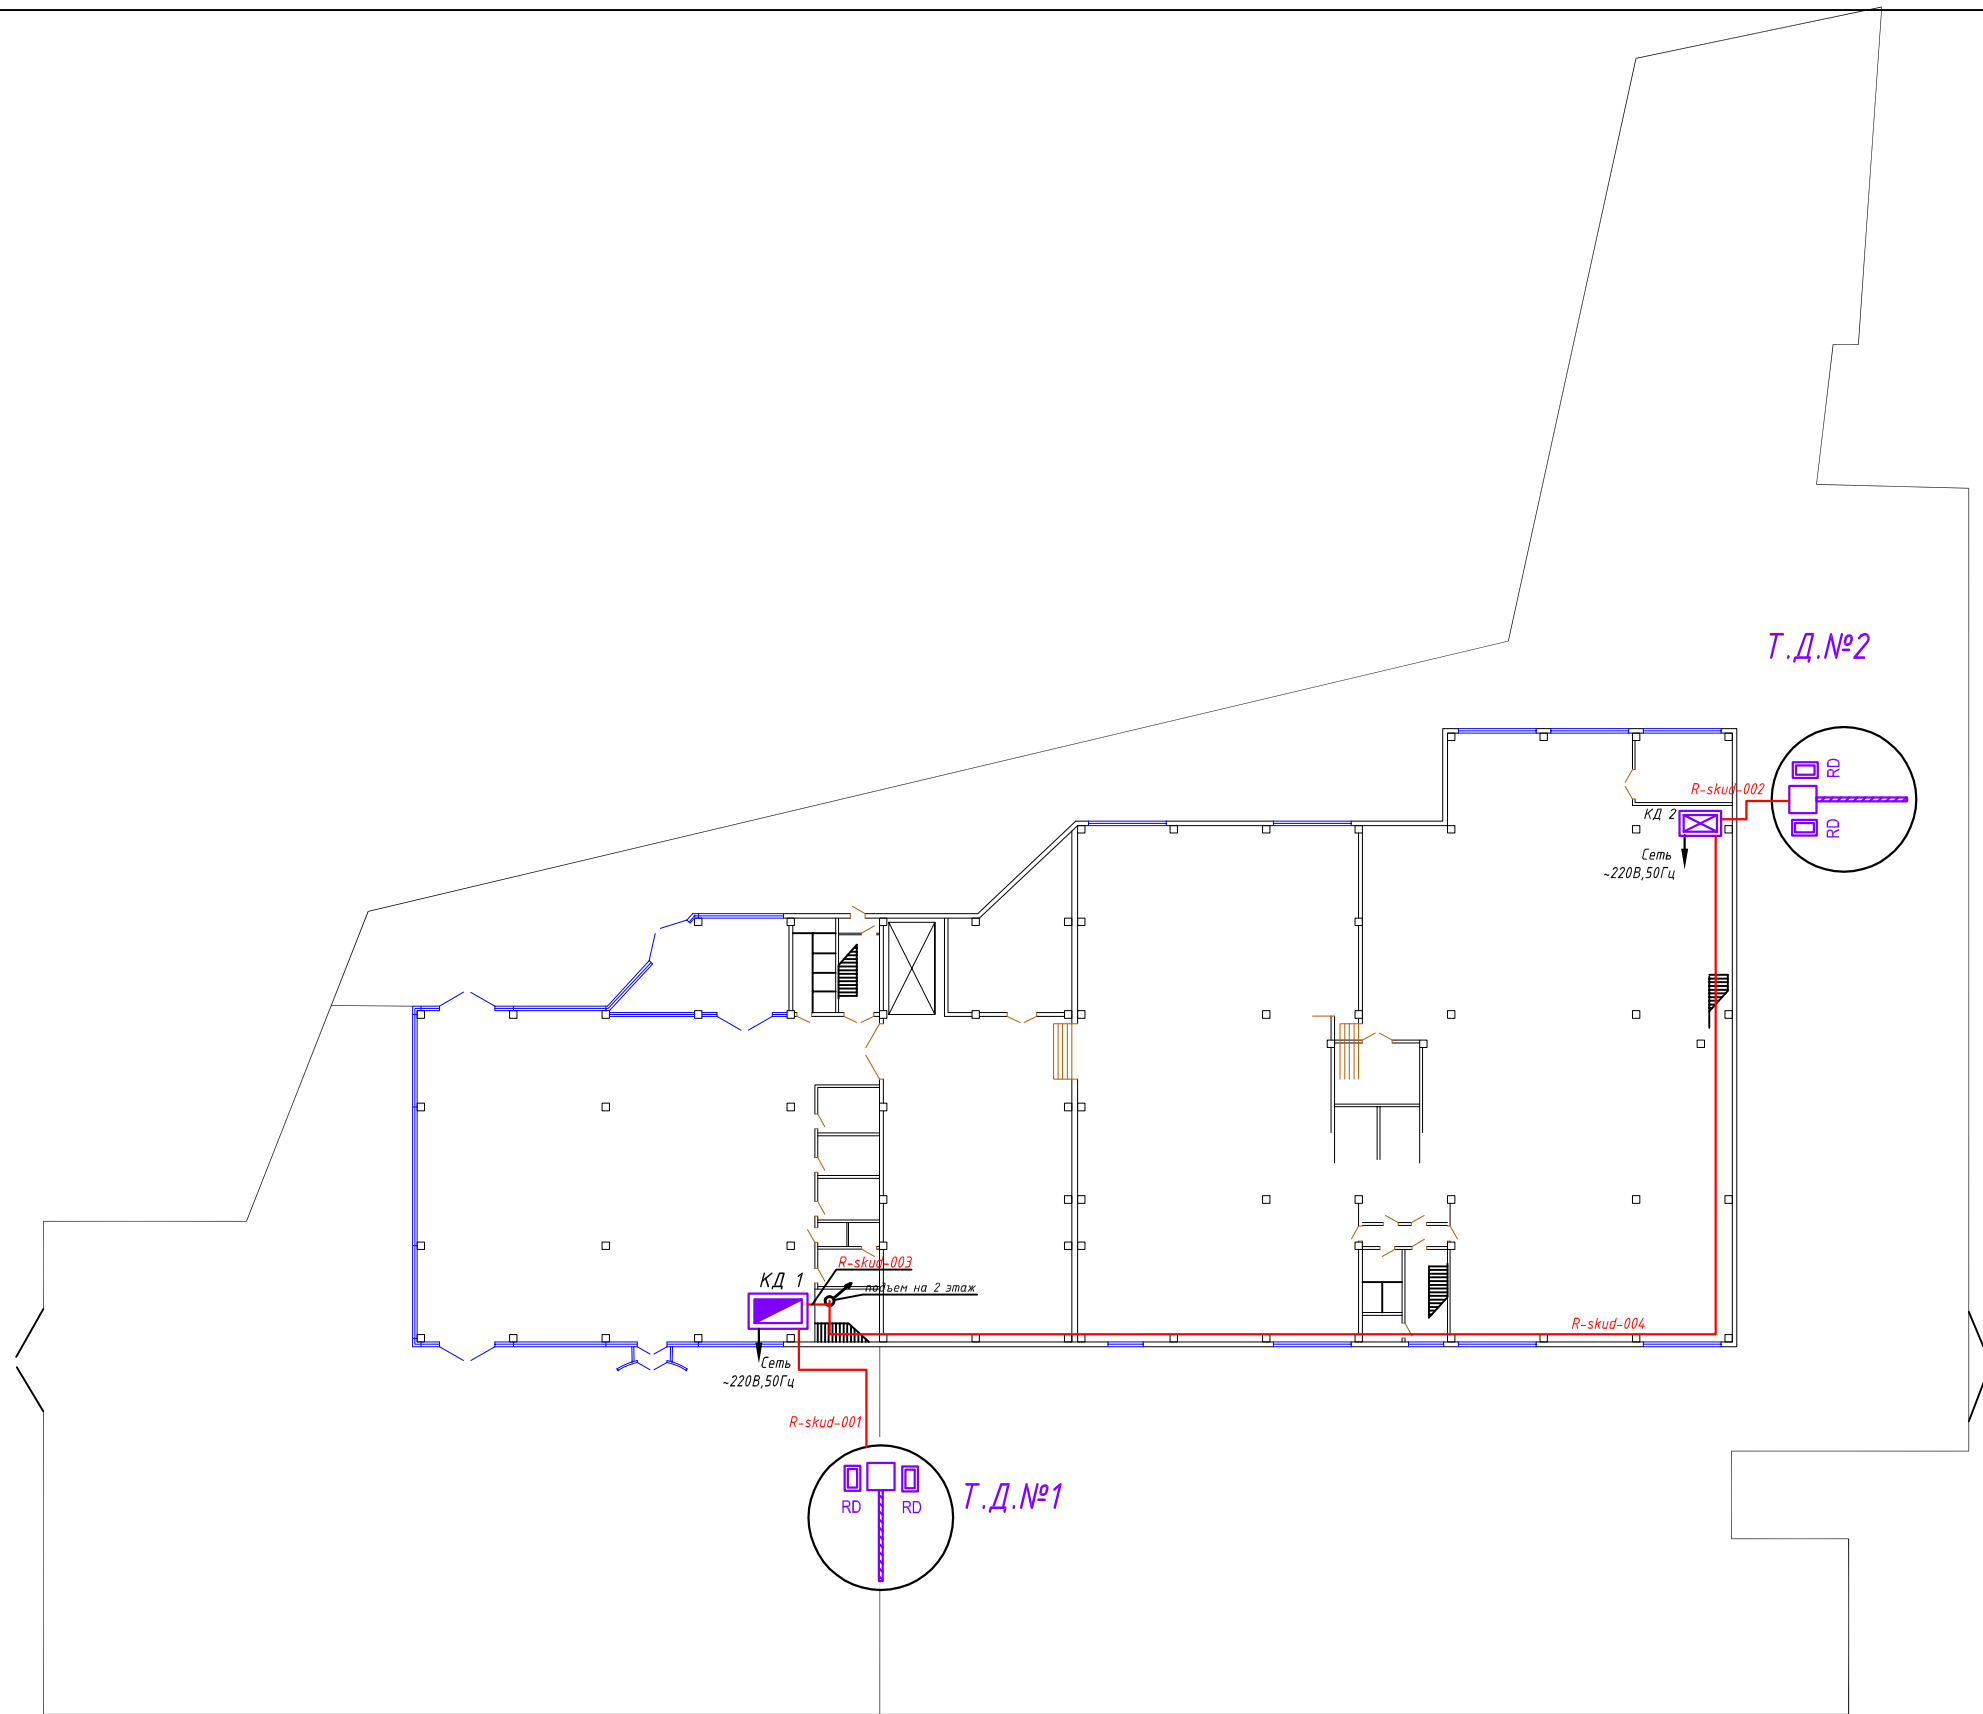 Т.Д.№2
RD
R-skud-002
КД 2
RD
Сеть
~220В,50Гц
R-skud-003
КД 1
подъем на 2 этаж
R-skud-004
Сеть
~220В,50Гц
R-skud-001
Т.Д.№1
RD
RD